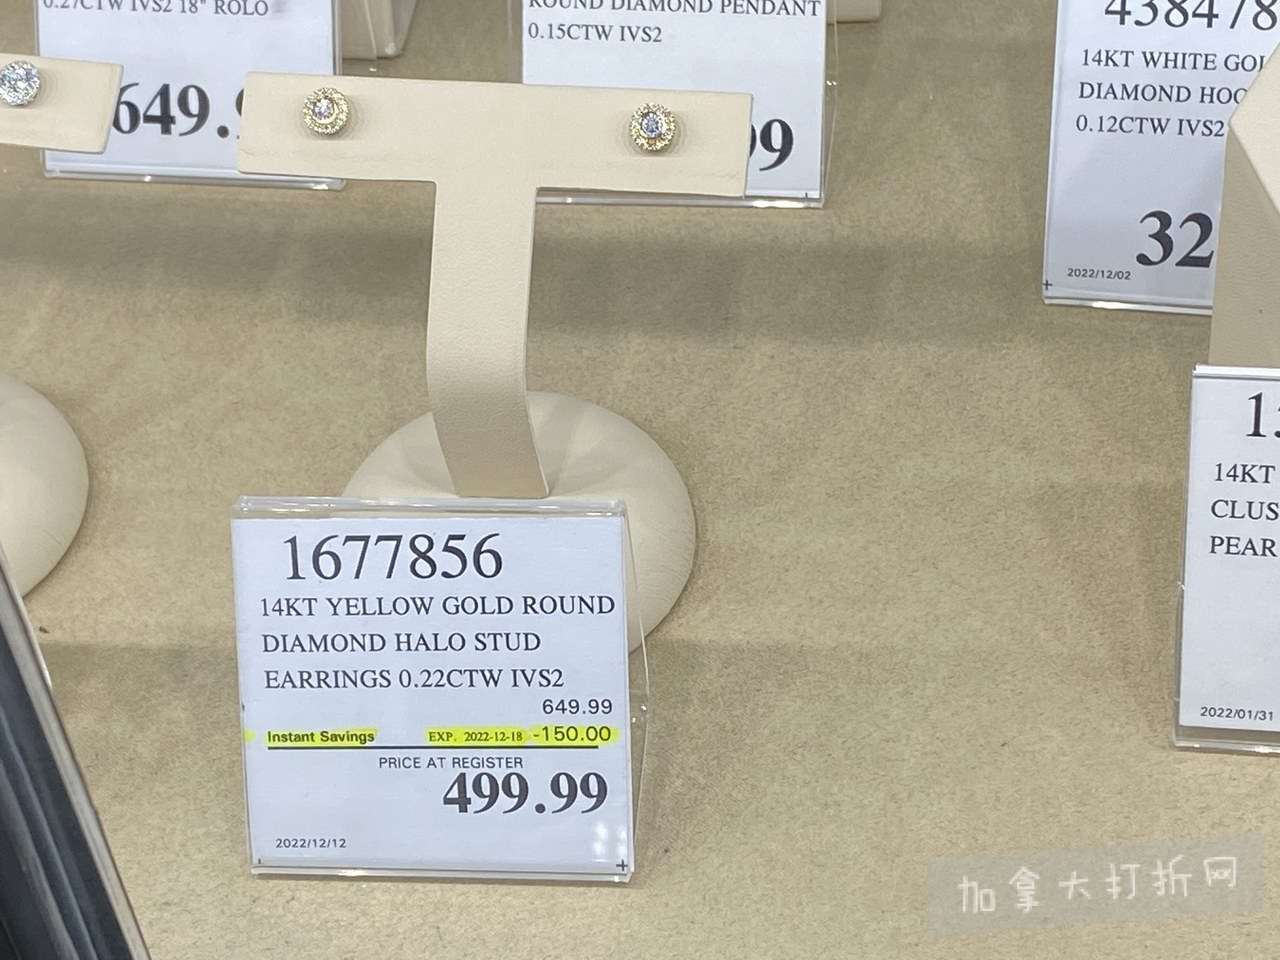 0.27CTW IVS2 18" ROLO
649.
ROUND DIAMOND PENDANT
0.15CTW IVS2
99
438478
14KT WHITE
DIAMOND
0.12CTW IVS2
32
2022/12/02
1677856
14KT YELLOW GOLD ROUND
DIAMOND HALO STUD
EARRINGS 0.22CTW IVS2
649.99
Instant Savings EXP. 2022-12-18 -150.00
PRICE AT REGISTER
499.99
2022/12/12
14KT
PEAR
2022/01/31
加拿大打折网